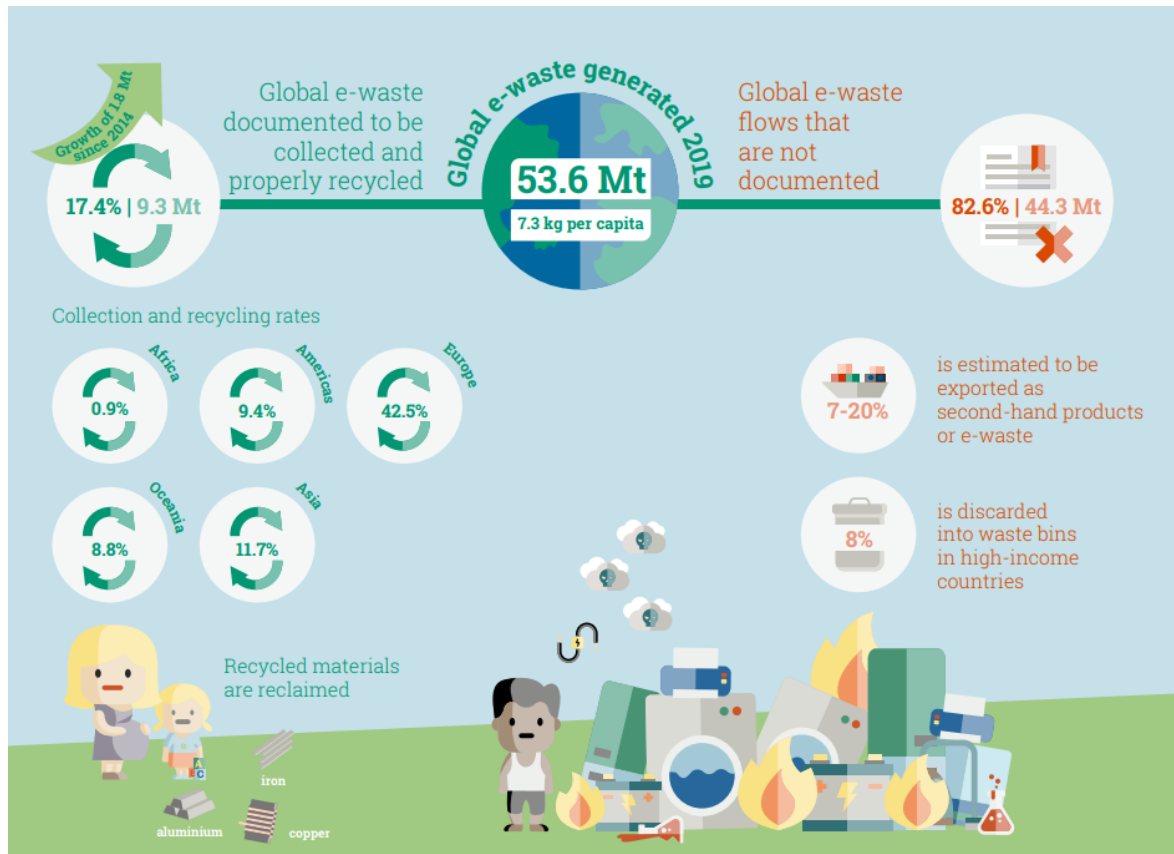 Growth of 1.8 Mt
since 2014
17.4% | 9.3 Mt
Global e-waste
documented to be
collected and
properly recycled
Global e-waste generated 2019
53.6 Mt
7.3 kg per capita
Global e-waste
flows that
are not
documented
82.6% | 44.3 Mt
Collection and recycling rates
Africa
0.9%
Americas
9.4%
Europe
42.5%
Oceania
8.8%
Asia
11.7%
7-20%
is estimated to be
exported as
second-hand products
or e-waste
8%
is discarded
into waste bins
in high-income
countries
Recycled materials
are reclaimed
A
B C
iron
aluminium
copper